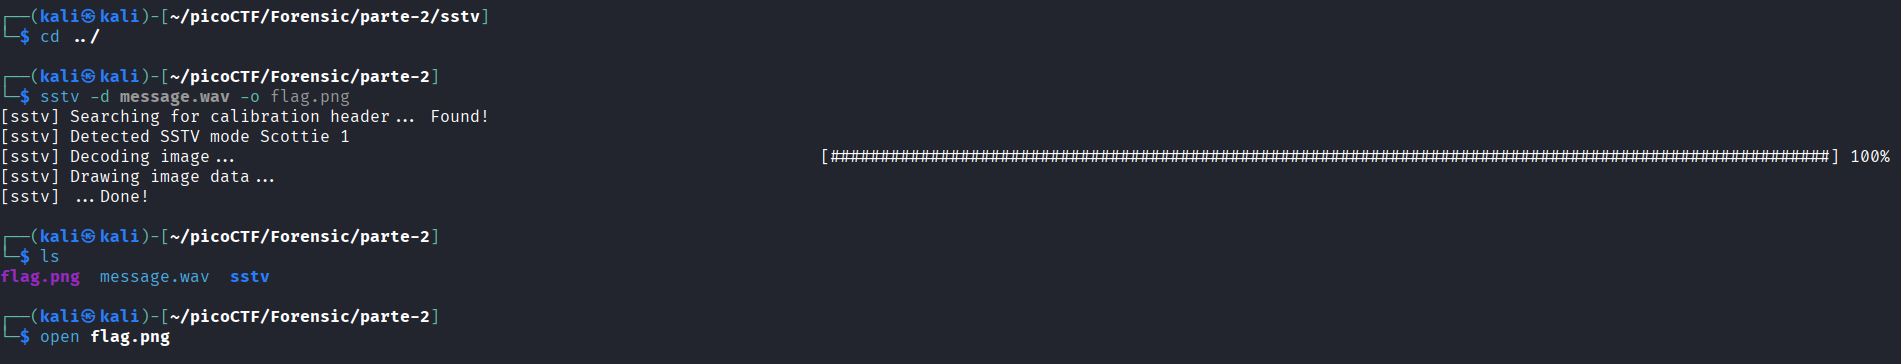 ┌──(kali㉿kali)-[~/picoCTF/Forensic/parte-2/sstv]
└─$ cd ../
┌──(kali㉿kali)-[~/picoCTF/Forensic/parte-2]
└─$ sstv -d message.wav -o flag.png
[sstv] Searching for calibration header... Found!
[sstv] Detected SSTV mode Scottie 1
[sstv] Decoding image... [####################################################################################################] 100%
[sstv] Drawing image data...
[sstv] ...Done!
┌──(kali㉿kali)-[~/picoCTF/Forensic/parte-2]
└─$ ls
flag.png message.wav sstv
┌──(kali㉿kali)-[~/picoCTF/Forensic/parte-2]
└─$ open flag.png